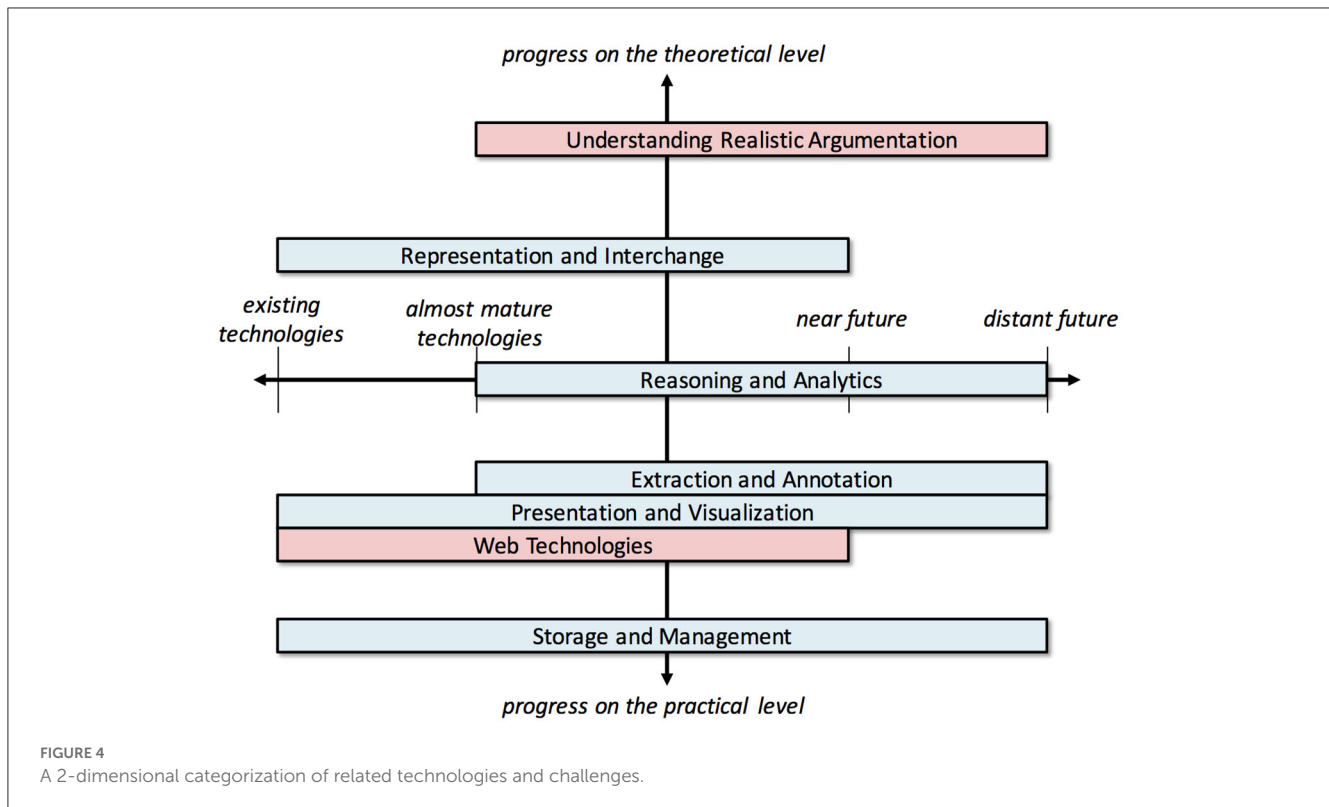 progress on the theoretical level
Understanding Realistic Argumentation
Representation and Interchange
existing
technologies
almost mature
technologies
near future
distant future
Reasoning and Analytics
Extraction and Annotation
Presentation and Visualization
Web Technologies
Storage and Management
progress on the practical level
FIGURE 4
A 2-dimensional categorization of related technologies and challenges.